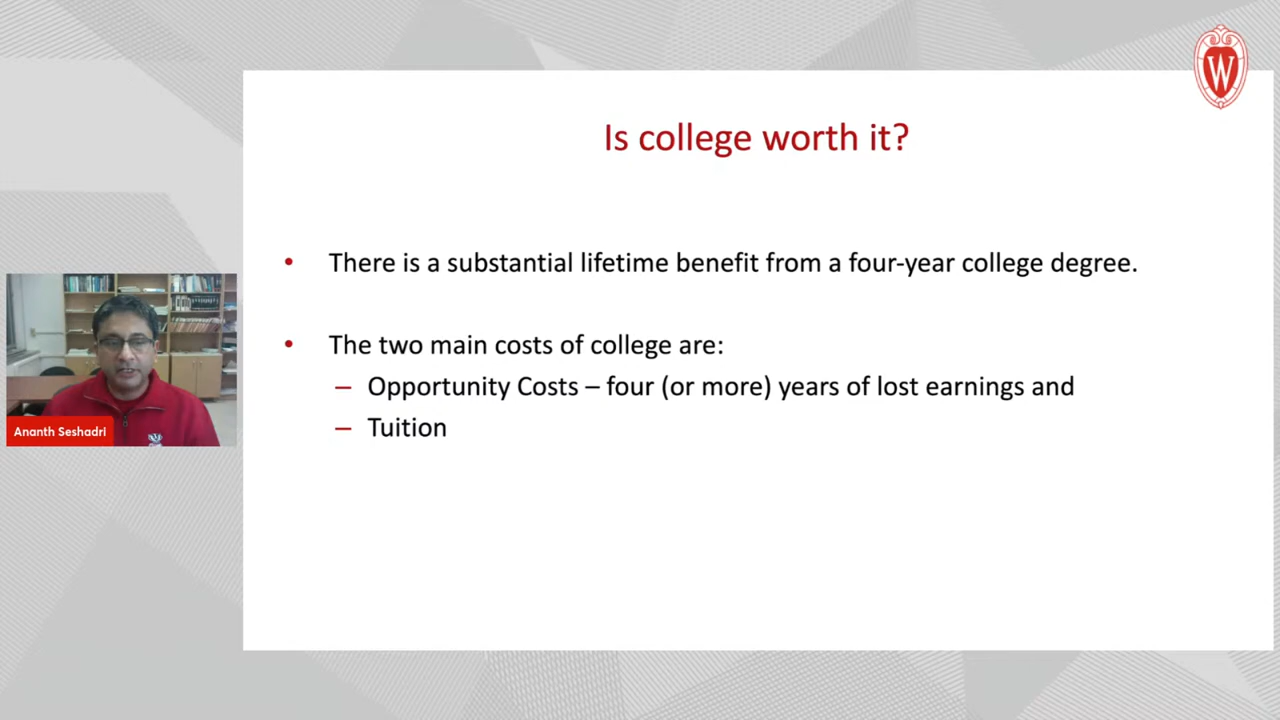 W
Is college worth it?
• There is a substantial lifetime benefit from a four-year college degree.
• The two main costs of college are:
– Opportunity Costs – four (or more) years of lost earnings and
– Tuition
Ananth Seshadri